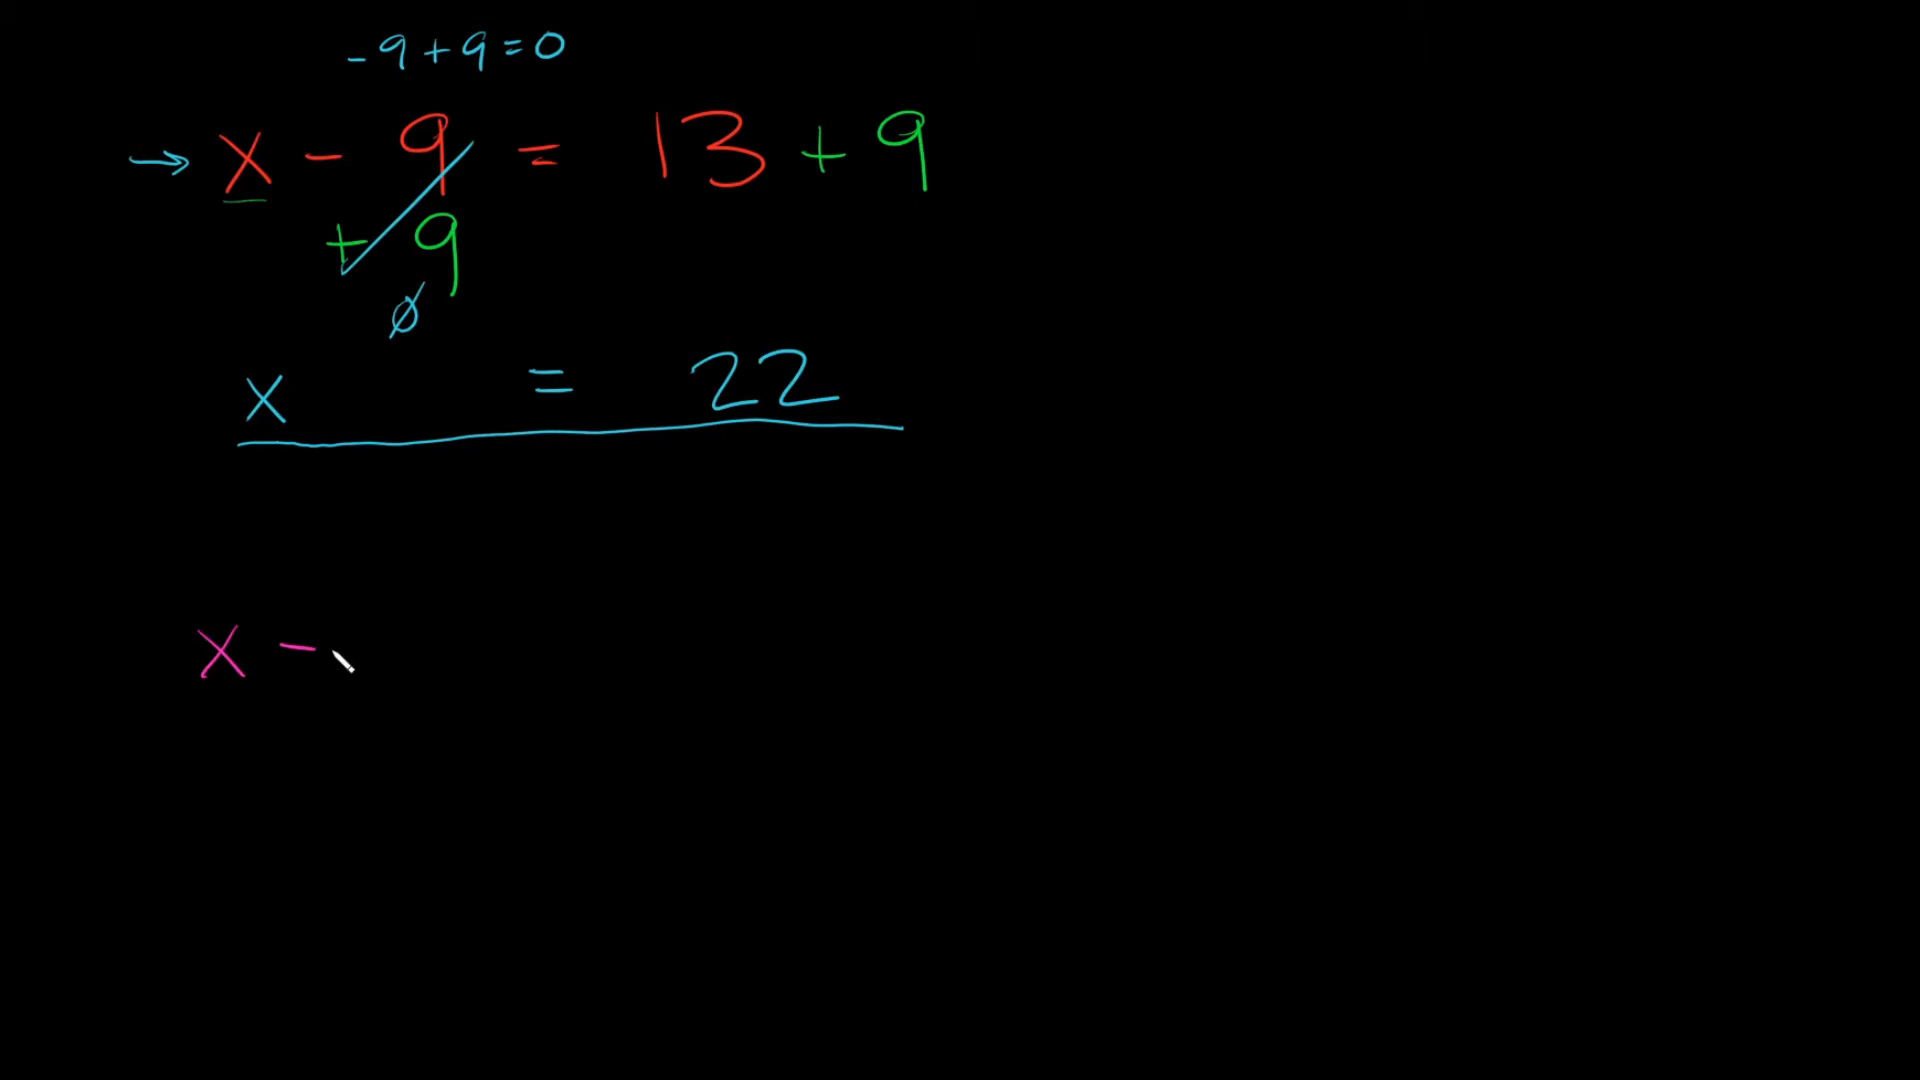 -9+9=0
→ x - 9 = 13 + 9
+ 9
0
x = 22
x -